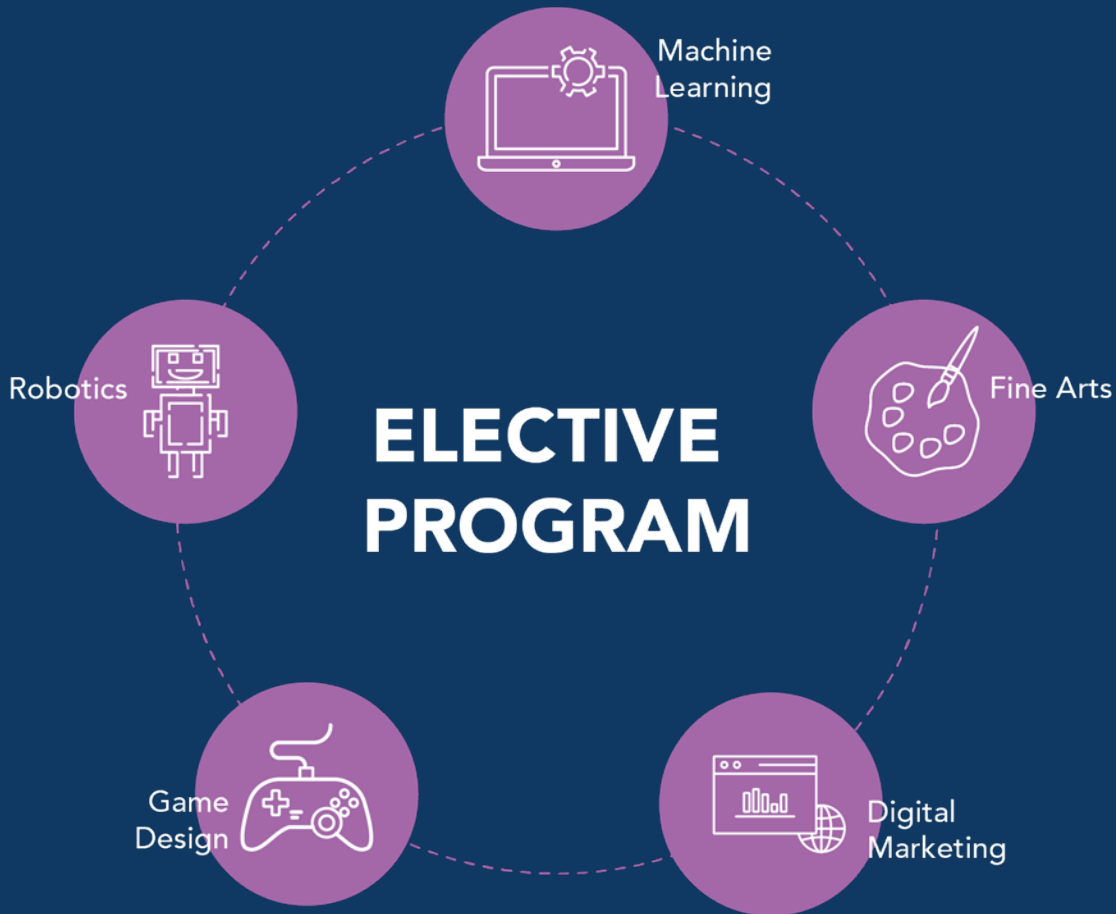 Machine
Learning
Robotics
Fine Arts
ELECTIVE
PROGRAM
Game
Design
Digital
Marketing